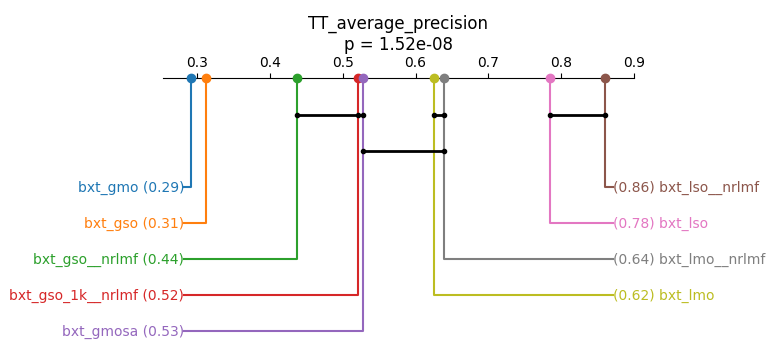 TT_average_precision
p = 1.52e-08
0.3 0.4 0.5 0.6 0.7 0.8 0.9
bxt_gmo (0.29) (0.86) bxt_lso__nrlmf
bxt_gso (0.31) (0.78) bxt_lso
bxt_gso__nrlmf (0.44) (0.64) bxt_lmo__nrlmf
bxt_gso_1k__nrlmf (0.52) (0.62) bxt_lmo
bxt_gmosa (0.53)